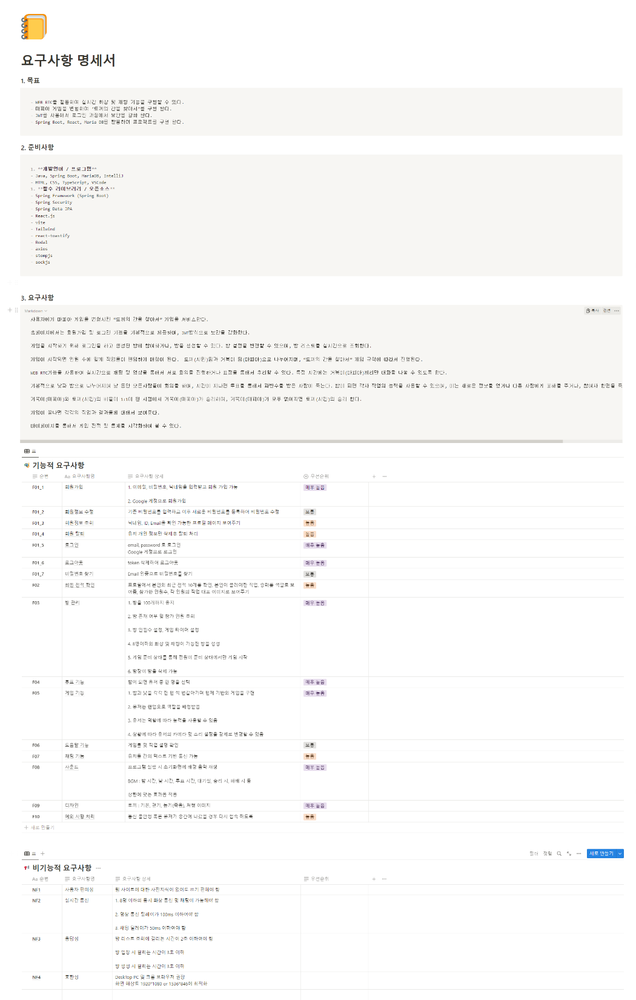 요구사항 명세서
1. 목표
- WEB RTC를 활용하여 실시간 화상 및 채팅 기능를 구현할 수 있다.
- 마피아 게임을 변형하여 "토끼의 간을 찾아서"를 구현 한다.
- JWT를 사용해서 로그인 과정에서 보안을 강화 한다.
- Spring Boot, React, Maria DB를 활용하여 프로젝트를 구현 한다.
2. 준비사항
1. **개발언어 / 프로그램**
- Java, Spring Boot, MariaDB, IntelliJ
- HTML, CSS, TypeScript, VSCode
1. **필수 라이브러리 / 오픈소스**
- Spring Framework (Spring Boot)
- Spring Security
- Spring Data JPA
- React.js
- vite
- Tailwind
- react-toastify
- Rodal
- axios
- stompjs
- sockjs
3. 요구사항
Markdown
복사 캡션 ···
사용자에게 마피아 게임을 변형시킨 "토끼의 간을 찾아서" 게임을 서비스한다.
홈페이지에서는 회원가입 및 로그인 기능을 기본적으로 제공하며, JWT방식으로 보안을 강화한다.
게임을 시작하기 위해 로그인을 하고 생성된 방에 참여하거나, 방을 생성할 수 있다. 방 설정을 변경할 수 있으며, 방 리스트를 실시간으로 조회한다.
게임이 시작되면 인원 수에 맞게 직업들이 랜덤하게 매칭이 된다. 토끼(시민)팀과 거북이 팀(마피아)으로 나누어지며, "토끼의 간을 찾아서" 게임 규칙에 따라서 진행된다.
WEB RTC기능을 사용하여 실시간으로 채팅 및 영상을 통해서 서로 회의를 진행하거나 표정을 통해서 추리할 수 있다. 특정 시간에는 거북이(마피아)끼리만 대화를 나눌 수 있도록 한다.
기본적으로 낮과 밤으로 나누어지며 낮 동안 모든사람들이 회의를 하며, 시간이 지나면 투표를 통해서 과반수를 받은 사람이 죽는다. 밤이 되면 각자 직업의 능력을 사용할 수 있으며, 이는 새로운 정보를 얻거나 다른 사람에게 피해를 주거나, 참여자 한명을 죽
거북이(마피아)와 토끼(시민)의 비율이 1:1이 된 시점에서 거북이(마피아)가 승리하며, 거북이(마피아)가 모두 없어지면 토끼(시민)의 승리 한다.
게임이 끝나면 각각의 직업과 결과들에 대해서 보여준다.
마이페이지를 통해서 게임 전적 및 통계를 시각화하여 볼 수 있다.
표
기능적 요구사항
순번 Aa 요구사항명 요구사항 상세 우선순위 + ···
F01_1 회원가입 1. 이메일, 비밀번호, 닉네임을 입력받고 회원 가입 가능 매우 높음
2. Google 계정으로 회원가입
F01_2 회원정보 수정 기존 비밀번호를 입력하고 이후 새로운 비밀번호를 등록하여 비밀번호 수정 보통
F01_3 회원정보 조회 닉네임, ID, Email을 확인 가능한 프로필 페이지 보여주기 높음
F01_4 회원 탈퇴 유저 개인 정보만 삭제후 탈퇴 처리 높음
F01_5 로그인 email, password 로 로그인 매우 높음
Google 계정으로 로그인
F01_6 로그아웃 token 삭제하여 로그아웃 매우 높음
F01_7 비밀번호 찾기 Email 인증으로 비밀번호를 찾기 보통
F02 회원 전적 확인 프로필에서 본인의 최근 전적 10개를 확인, 본인이 플레이한 직업, 승패를 색깔로 보 높음
여줌, 참가한 인원수, 각 인원의 직업 대표 이미지로 보여주기
F03 방 관리 1. 방을 100개까지 유지 매우 높음
2. 방 존재 여부 및 참가 인원 조회
3. 방 인원수 설정, 게임 타이머 설정
4. 8명이하의 화상 및 채팅이 가능한 방을 생성
5. 게임 준비 상태를 통해 전원이 준비 상태에서만 게임 시작
6. 방장이 방을 삭제 가능
F04 투표 기능 밤이 되면 유저 중 한 명을 선택 매우 높음
F05 게임 기능 1. 밤과 낮을 각각 한 턴 씩 번갈아가며 턴제 기반의 게임을 구현 매우 높음
2. 유저는 랜덤으로 역할을 배정받음
3. 유저는 역할에 따라 능력을 사용할 수 있음
4. 상황에 따라 유저의 카메라 및 소리 설정을 강제로 변경할 수 있음
F06 도움말 기능 게임룰 및 직업 설명 확인 보통
F07 채팅 기능 유저들 간의 텍스트 기반 통신 가능 높음
F08 사운드 프로그램 실행 시 초기화면에 배경 음악 재생 매우 높음
BGM : 밤 시간, 낮 시간, 투표 시간, 대기실, 승리 시, 패배 시 등
상황에 맞는 효과음 적용
F09 디자인 토끼 : 기본, 걷기, 눕기(죽음), 처형 이미지 매우 높음
F10 예외 사항 처리 통신 불안정 혹은 유저가 중간에 나갔을 경우 다시 접속 하도록 높음
+ 새로 만들기
표 + 필터 정렬 ··· 새로 만들기
비기능적 요구사항 ···
Aa 순번 요구사항명 요구사항 상세 우선순위 + ···
NF1 사용자 편의성 웹 사이트에 대한 사전지식이 없어도 쓰기 편해야 함
NF2 실시간 통신 1. 8명 이하의 동시 화상 통신 및 채팅이 가능해야 함
2. 영상 통신 딜레이가 100ms 이하여야 함
3. 채팅 딜레이가 50ms 이하여야 함
NF3 응답성 방 리스트 조회에 걸리는 시간이 2초 이하여야 함
방 입장 시 걸리는 시간이 3초 이하
방 생성 시 걸리는 시간이 3초 이하
NF4 호환성 DeskTop PC 및 크롬 브라우저 권장
화면 해상도 1920*1080 or 1536*846에 최적화